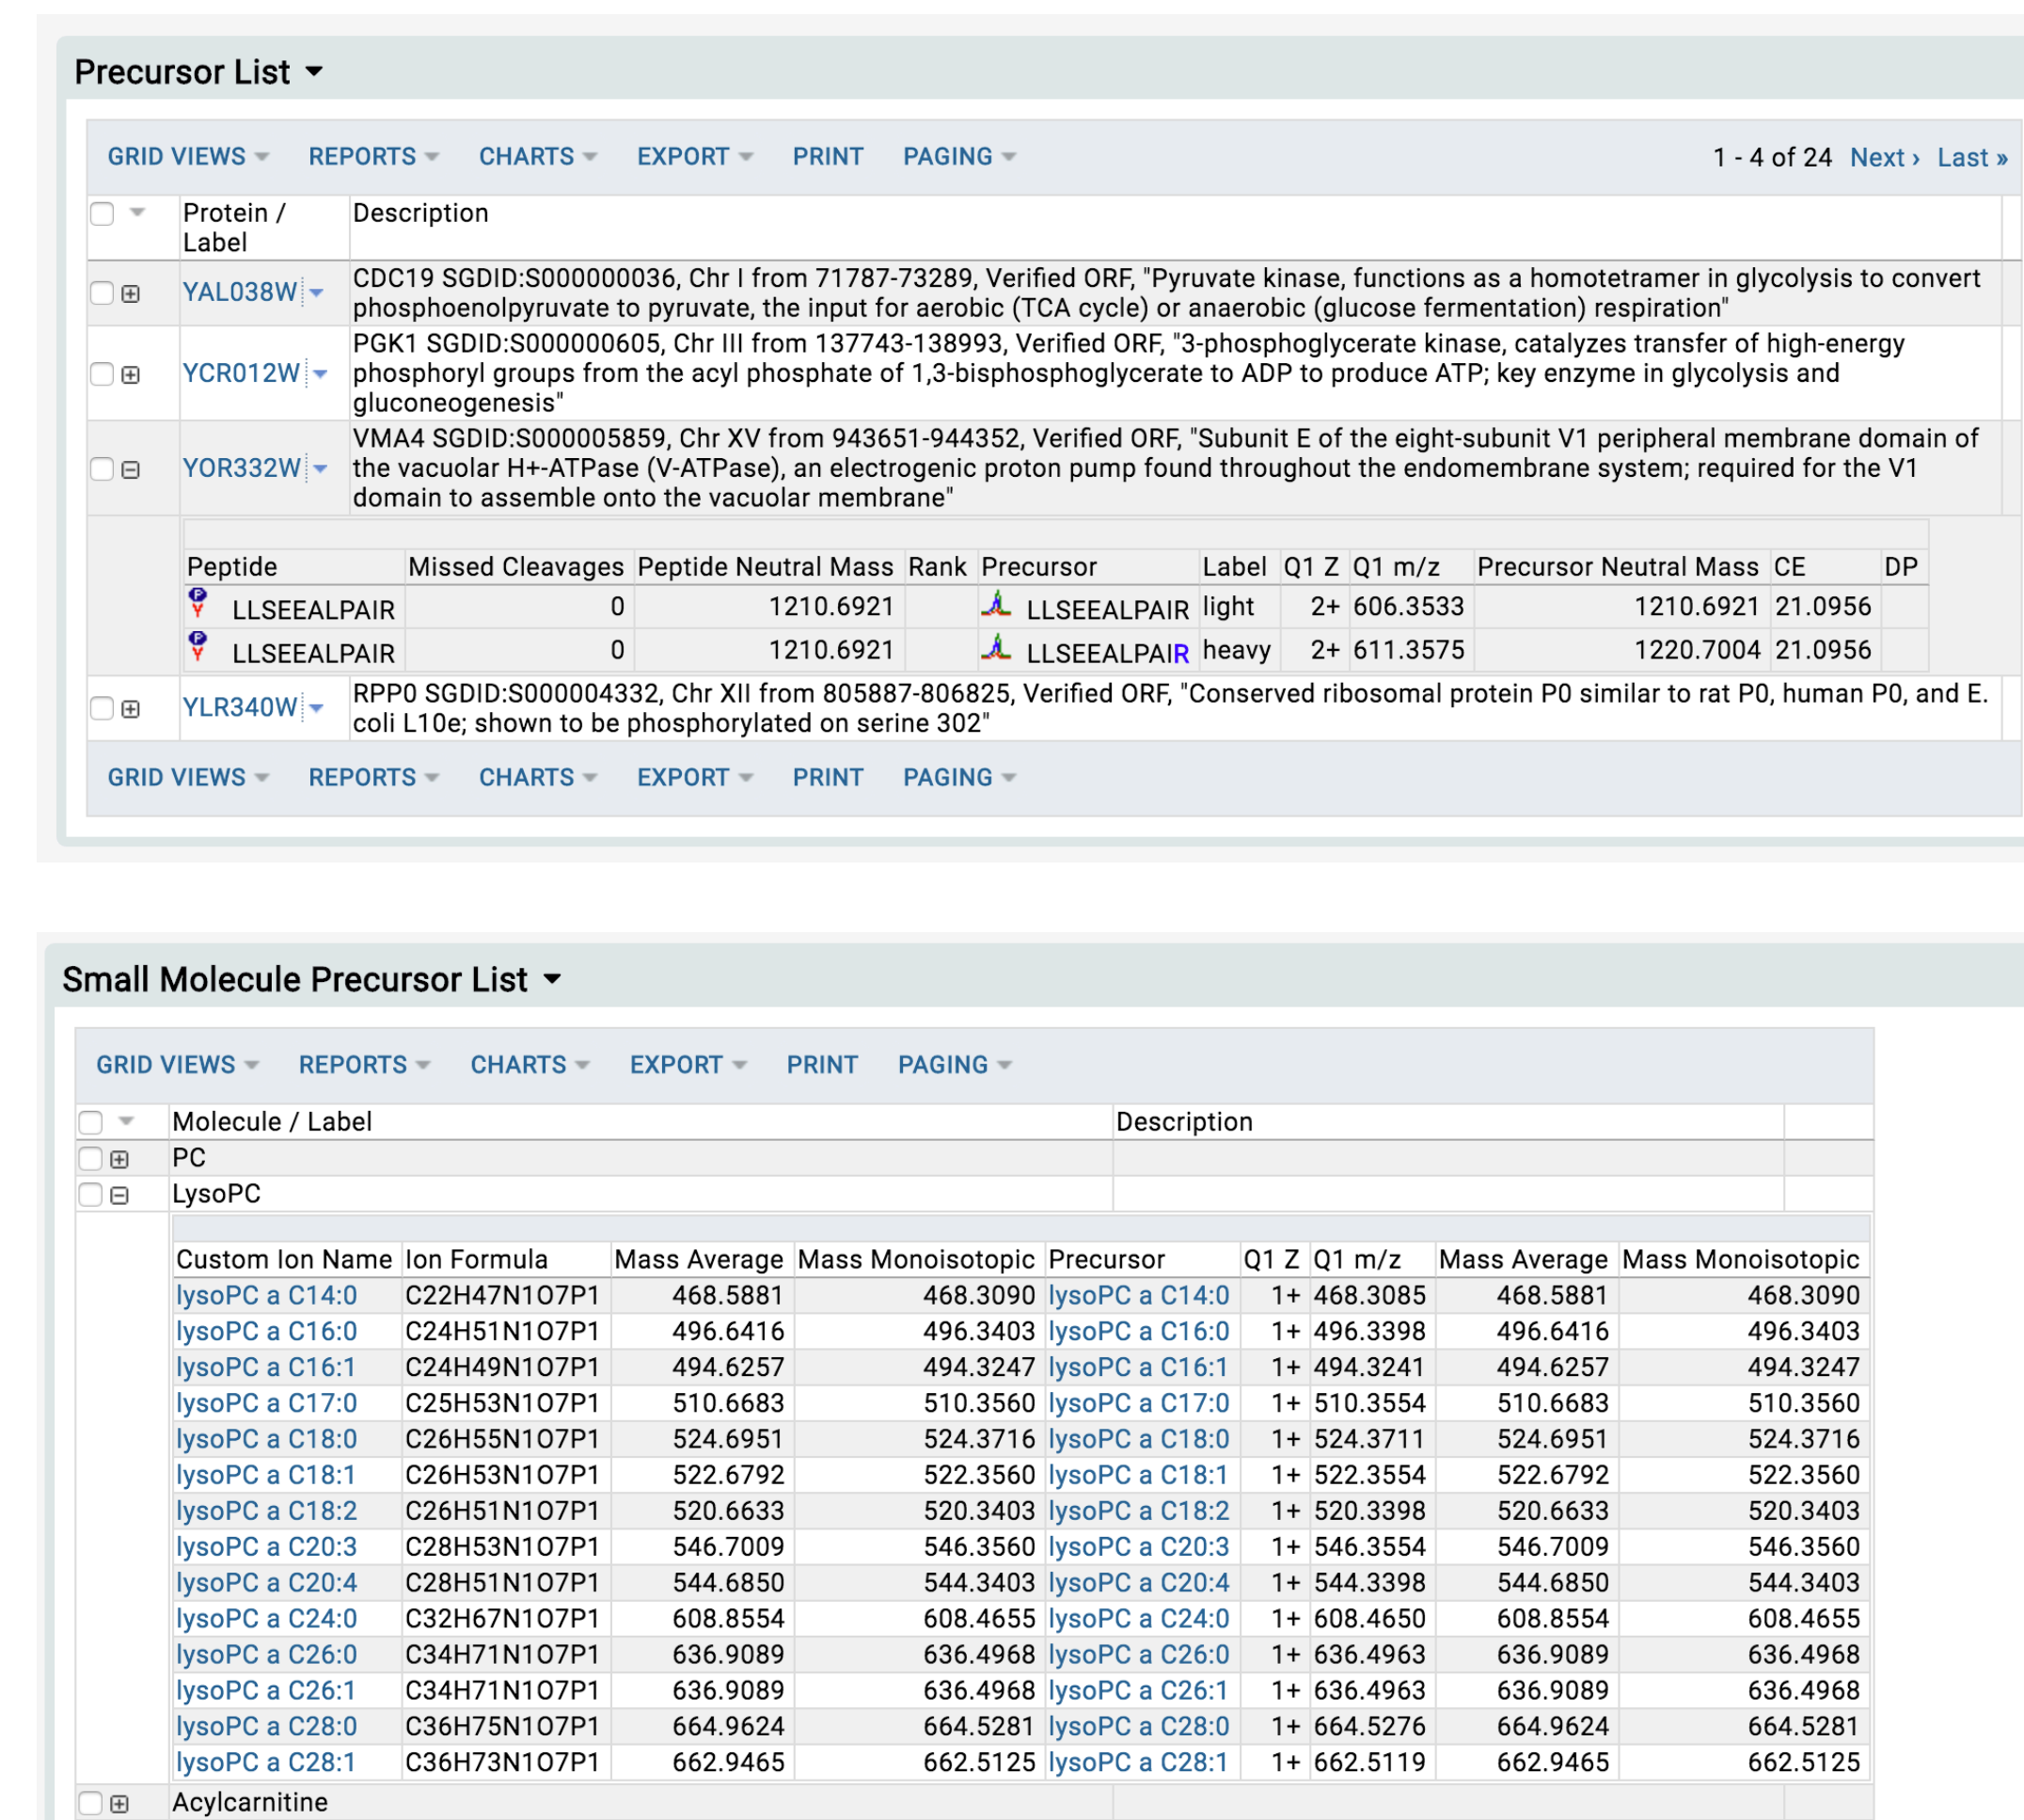 Precursor List
GRID VIEWS REPORTS CHARTS EXPORT PRINT PAGING 1 - 4 of 24 Next › Last »
Protein / Label Description
YAL038W CDC19 SGDID:S000000036, Chr I from 71787-73289, Verified ORF, "Pyruvate kinase, functions as a homotetramer in glycolysis to convert
phosphoenolpyruvate to pyruvate, the input for aerobic (TCA cycle) or anaerobic (glucose fermentation) respiration"
PGK1 SGDID:S000000605, Chr III from 137743-138993, Verified ORF, "3-phosphoglycerate kinase, catalyzes transfer of high-energy
YCR012W phosphoryl groups from the acyl phosphate of 1,3-bisphosphoglycerate to ADP to produce ATP; key enzyme in glycolysis and
gluconeogenesis"
VMA4 SGDID:S000005859, Chr XV from 943651-944352, Verified ORF, "Subunit E of the eight-subunit V1 peripheral membrane domain of
YOR332W the vacuolar H+-ATPase (V-ATPase), an electrogenic proton pump found throughout the endomembrane system; required for the V1
domain to assemble onto the vacuolar membrane"
Peptide Missed Cleavages Peptide Neutral Mass Rank Precursor Label Q1 Z Q1 m/z Precursor Neutral Mass CE DP
P Y LLSEEALPAIR 0 1210.6921 LLSEEALPAIR light 2+ 606.3533 1210.6921 21.0956
P Y LLSEEALPAIR 0 1210.6921 LLSEEALPAIR heavy 2+ 611.3575 1220.7004 21.0956
YLR340W RPP0 SGDID:S000004332, Chr XII from 805887-806825, Verified ORF, "Conserved ribosomal protein P0 similar to rat P0, human P0, and E.
coli L10e; shown to be phosphorylated on serine 302"
GRID VIEWS REPORTS CHARTS EXPORT PRINT PAGING
Small Molecule Precursor List
GRID VIEWS REPORTS CHARTS EXPORT PRINT PAGING
Molecule / Label Description
PC
LysoPC
Custom Ion Name Ion Formula Mass Average Mass Monoisotopic Precursor Q1 Z Q1 m/z Mass Average Mass Monoisotopic
lysoPC a C14:0 C22H47N1O7P1 468.5881 468.3090 lysoPC a C14:0 1+ 468.3085 468.5881 468.3090
lysoPC a C16:0 C24H51N1O7P1 496.6416 496.3403 lysoPC a C16:0 1+ 496.3398 496.6416 496.3403
lysoPC a C16:1 C24H49N1O7P1 494.6257 494.3247 lysoPC a C16:1 1+ 494.3241 494.6257 494.3247
lysoPC a C17:0 C25H53N1O7P1 510.6683 510.3560 lysoPC a C17:0 1+ 510.3554 510.6683 510.3560
lysoPC a C18:0 C26H55N1O7P1 524.6951 524.3716 lysoPC a C18:0 1+ 524.3711 524.6951 524.3716
lysoPC a C18:1 C26H53N1O7P1 522.6792 522.3560 lysoPC a C18:1 1+ 522.3554 522.6792 522.3560
lysoPC a C18:2 C26H51N1O7P1 520.6633 520.3403 lysoPC a C18:2 1+ 520.3398 520.6633 520.3403
lysoPC a C20:3 C28H53N1O7P1 546.7009 546.3560 lysoPC a C20:3 1+ 546.3554 546.7009 546.3560
lysoPC a C20:4 C28H51N1O7P1 544.6850 544.3403 lysoPC a C20:4 1+ 544.3398 544.6850 544.3403
lysoPC a C24:0 C32H67N1O7P1 608.8554 608.4655 lysoPC a C24:0 1+ 608.4650 608.8554 608.4655
lysoPC a C26:0 C34H71N1O7P1 636.9089 636.4968 lysoPC a C26:0 1+ 636.4963 636.9089 636.4968
lysoPC a C26:1 C34H71N1O7P1 636.9089 636.4968 lysoPC a C26:1 1+ 636.4963 636.9089 636.4968
lysoPC a C28:0 C36H75N1O7P1 664.9624 664.5281 lysoPC a C28:0 1+ 664.5276 664.9624 664.5281
lysoPC a C28:1 C36H73N1O7P1 662.9465 662.5125 lysoPC a C28:1 1+ 662.5119 662.9465 662.5125
Acylcarnitine